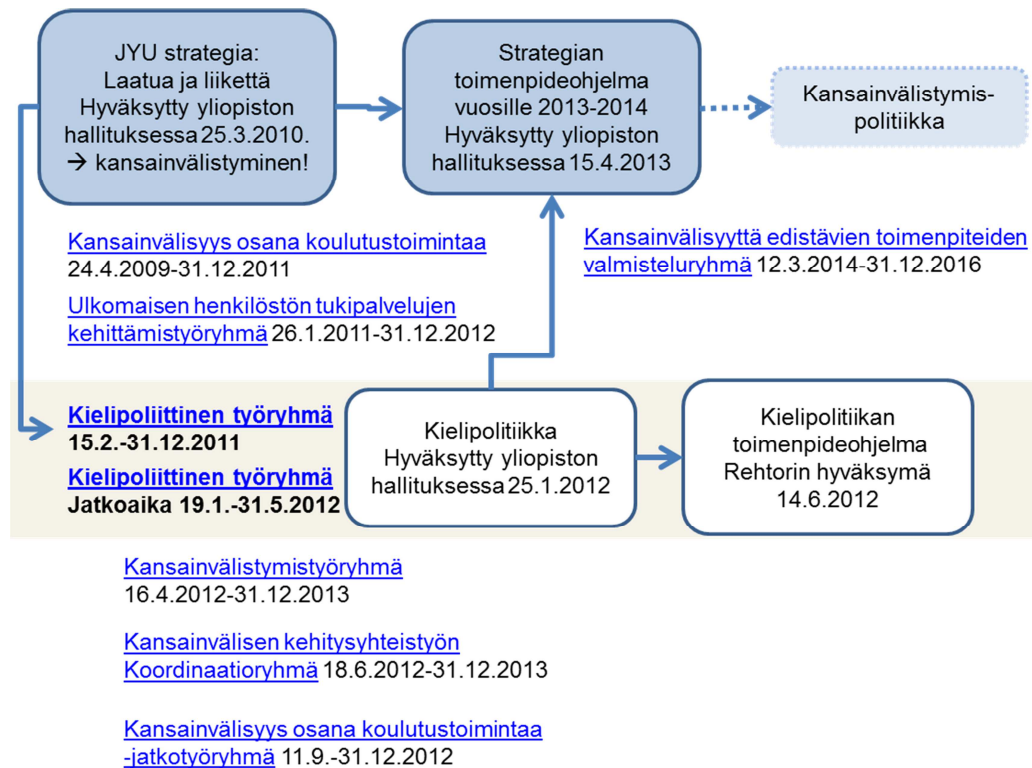 JYU strategia:
Laatua ja liikettä
Hyväksytty yliopiston
hallituksessa 25.3.2010.
→ kansainvälistyminen!
Strategian
toimenpideohjelma
vuosille 2013-2014
Hyväksytty yliopiston
hallituksessa 15.4.2013
Kansainvälistymis-
politiikka
Kansainvälisyys osana koulutustoimintaa
24.4.2009-31.12.2011
Ulkomaisen henkilöstön tukipalvelujen
kehittämistyöryhmä 26.1.2011-31.12.2012
Kansainvälisyyttä edistävien toimenpiteiden
valmisteluryhmä 12.3.2014-31.12.2016
Kielipoliittinen työryhmä
15.2.-31.12.2011
Kielipoliittinen työryhmä
Jatkoaika 19.1.-31.5.2012
Kielipolitiikka
Hyväksytty yliopiston
hallituksessa 25.1.2012
Kielipolitiikan
toimenpideohjelma
Rehtorin hyväksymä
14.6.2012
Kansainvälistymistyöryhmä
16.4.2012-31.12.2013
Kansainvälisen kehitysyhteistyön
Koordinaatioryhmä 18.6.2012-31.12.2013
Kansainvälisyys osana koulutustoimintaa
-jatkotyöryhmä 11.9.-31.12.2012